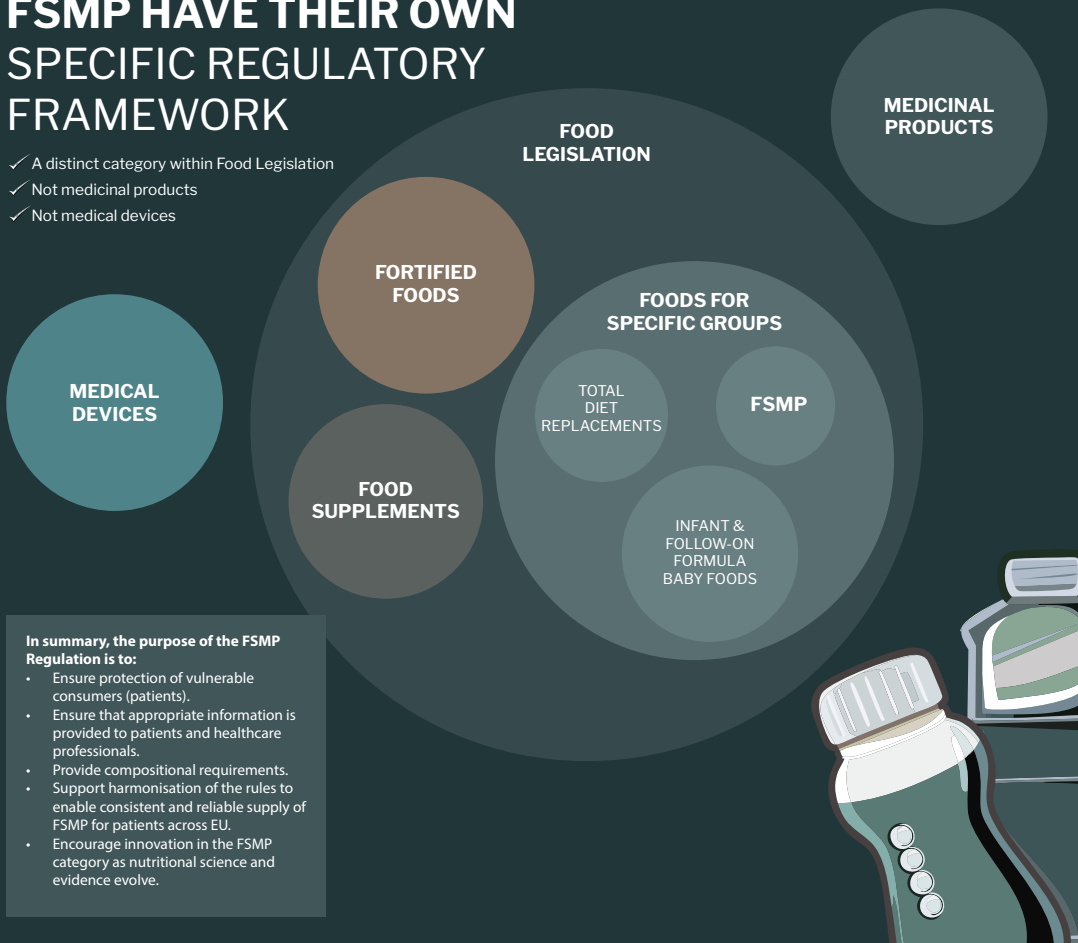 FSMP HAVE THEIR OWN
SPECIFIC REGULATORY
FRAMEWORK
A distinct category within Food Legislation
Not medicinal products
Not medical devices
MEDICINAL
PRODUCTS
FOOD
LEGISLATION
FORTIFIED
FOODS
FOODS FOR
SPECIFIC GROUPS
MEDICAL
DEVICES
TOTAL
DIET
REPLACEMENTS
FSMP
FOOD
SUPPLEMENTS
INFANT &
FOLLOW-ON
FORMULA
BABY FOODS
In summary, the purpose of the FSMP
Regulation is to:
• Ensure protection of vulnerable
consumers (patients).
• Ensure that appropriate information is
provided to patients and healthcare
professionals.
• Provide compositional requirements.
• Support harmonisation of the rules to
enable consistent and reliable supply of
FSMP for patients across EU.
• Encourage innovation in the FSMP
category as nutritional science and
evidence evolve.